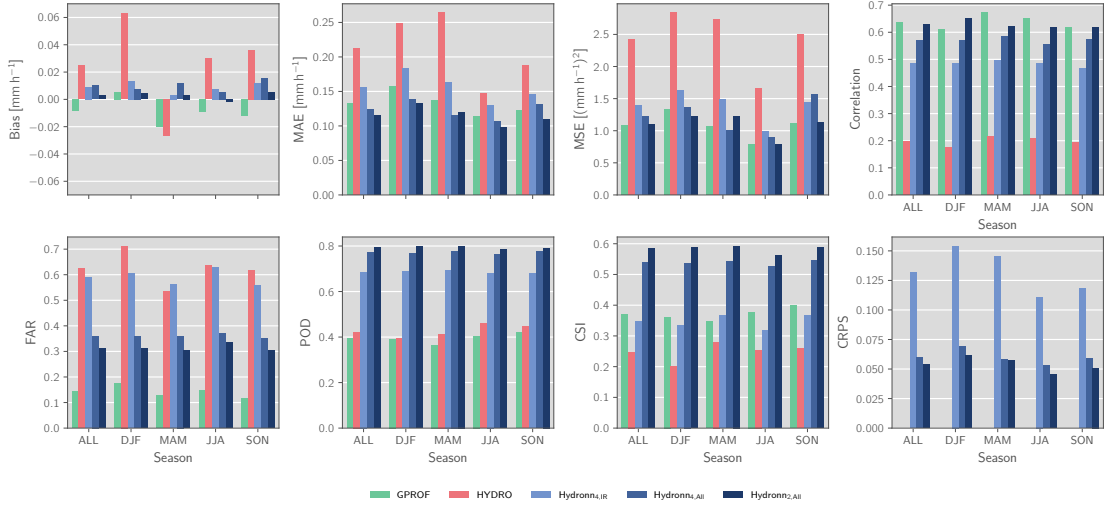 Bias [mm h⁻¹]
0.06
0.04
0.02
0.00
−0.02
−0.04
−0.06
MAE [mm h⁻¹]
0.25
0.20
0.15
0.10
0.05
0.00
MSE [(mm h⁻¹)²]
2.5
2.0
1.5
1.0
0.5
0.0
Correlation
0.7
0.6
0.5
0.4
0.3
0.2
0.1
0.0
ALL DJF MAM JJA SON
Season
FAR
0.7
0.6
0.5
0.4
0.3
0.2
0.1
0.0
ALL DJF MAM JJA SON
Season
POD
0.8
0.6
0.4
0.2
0.0
ALL DJF MAM JJA SON
Season
CSI
0.6
0.5
0.4
0.3
0.2
0.1
0.0
ALL DJF MAM JJA SON
Season
CRPS
0.150
0.125
0.100
0.075
0.050
0.025
0.000
ALL DJF MAM JJA SON
Season
GPROF HYDRO Hydronn₄,IR Hydronn₄,All Hydronn₂,All